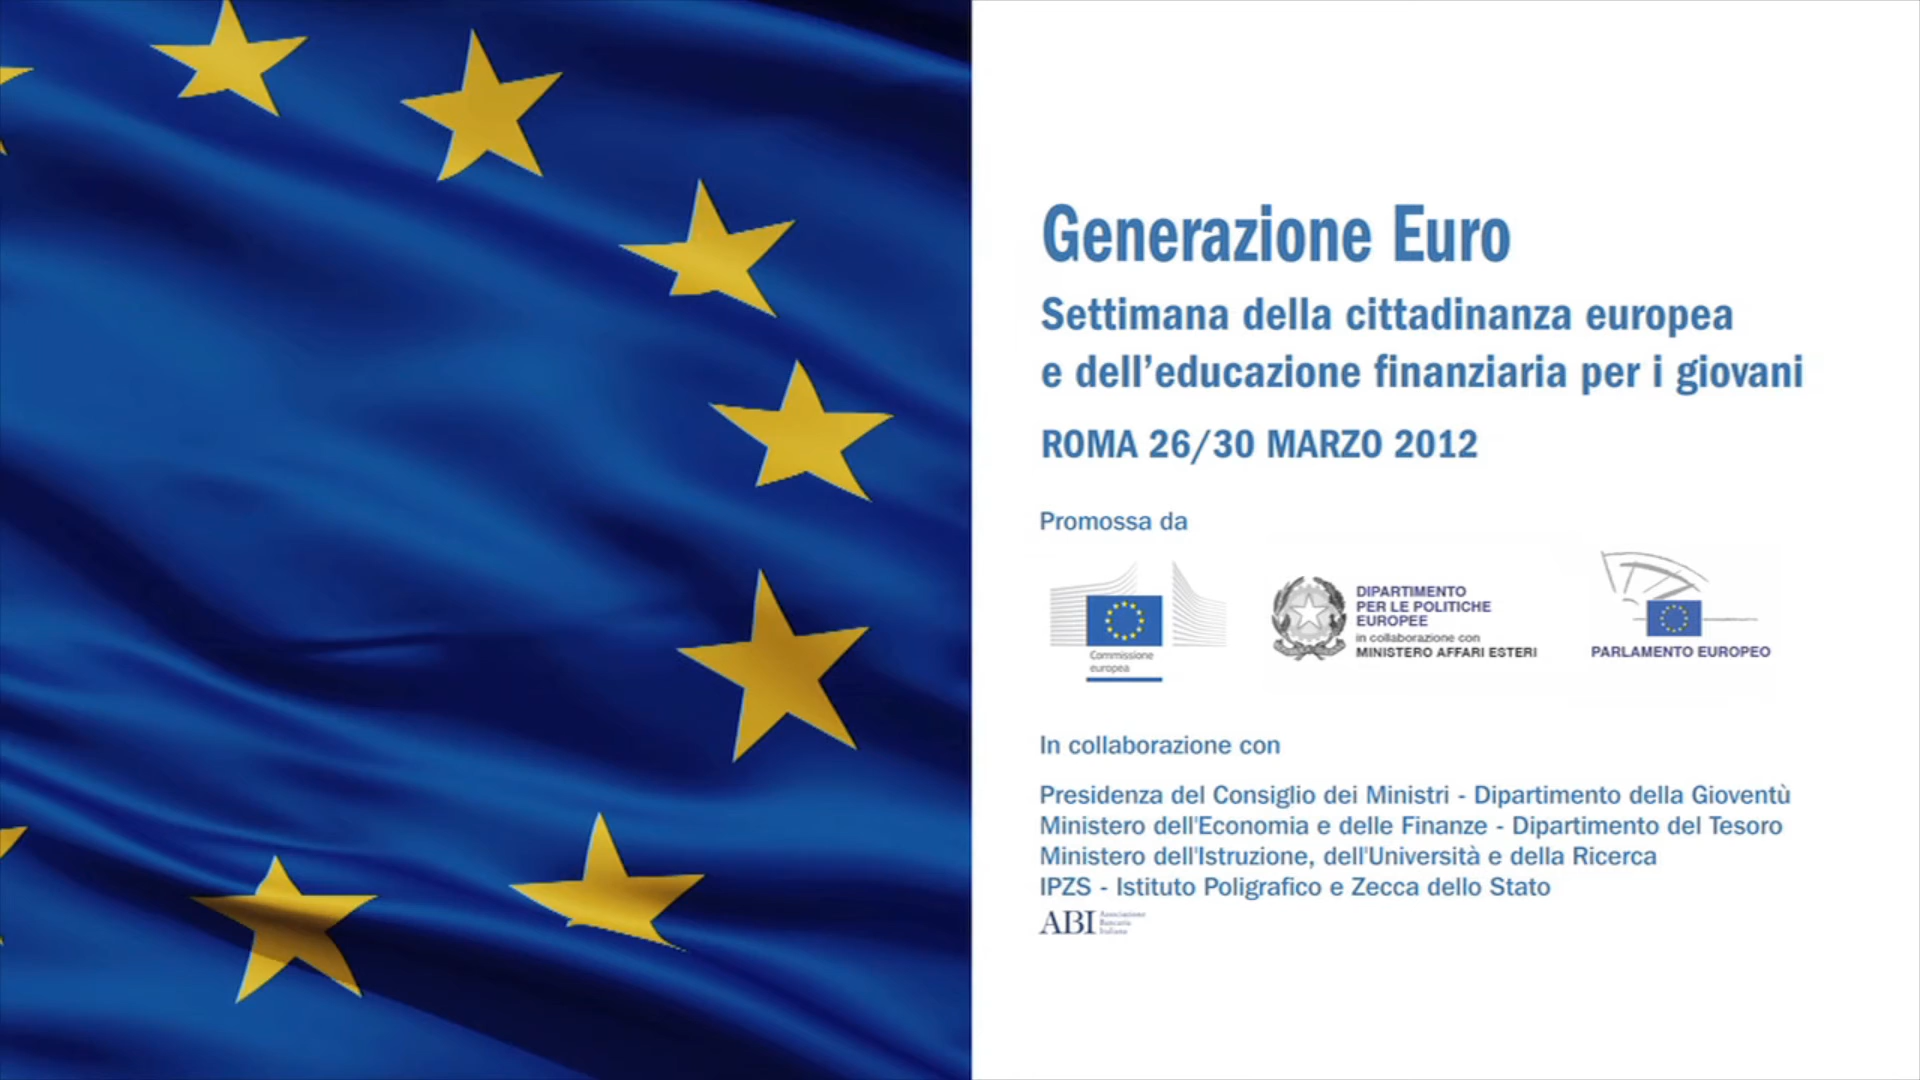 Generazione Euro
Settimana della cittadinanza europea
e dell’educazione finanziaria per i giovani
ROMA 26/30 MARZO 2012
Promossa da
Commissione
europea
DIPARTIMENTO
PER LE POLITICHE
EUROPEE
in collaborazione con
MINISTERO AFFARI ESTERI
PARLAMENTO EUROPEO
In collaborazione con
Presidenza del Consiglio dei Ministri - Dipartimento della Gioventù
Ministero dell'Economia e delle Finanze - Dipartimento del Tesoro
Ministero dell'Istruzione, dell'Università e della Ricerca
IPZS - Istituto Poligrafico e Zecca dello Stato
ABI
Associazione
Bancaria
Italiana